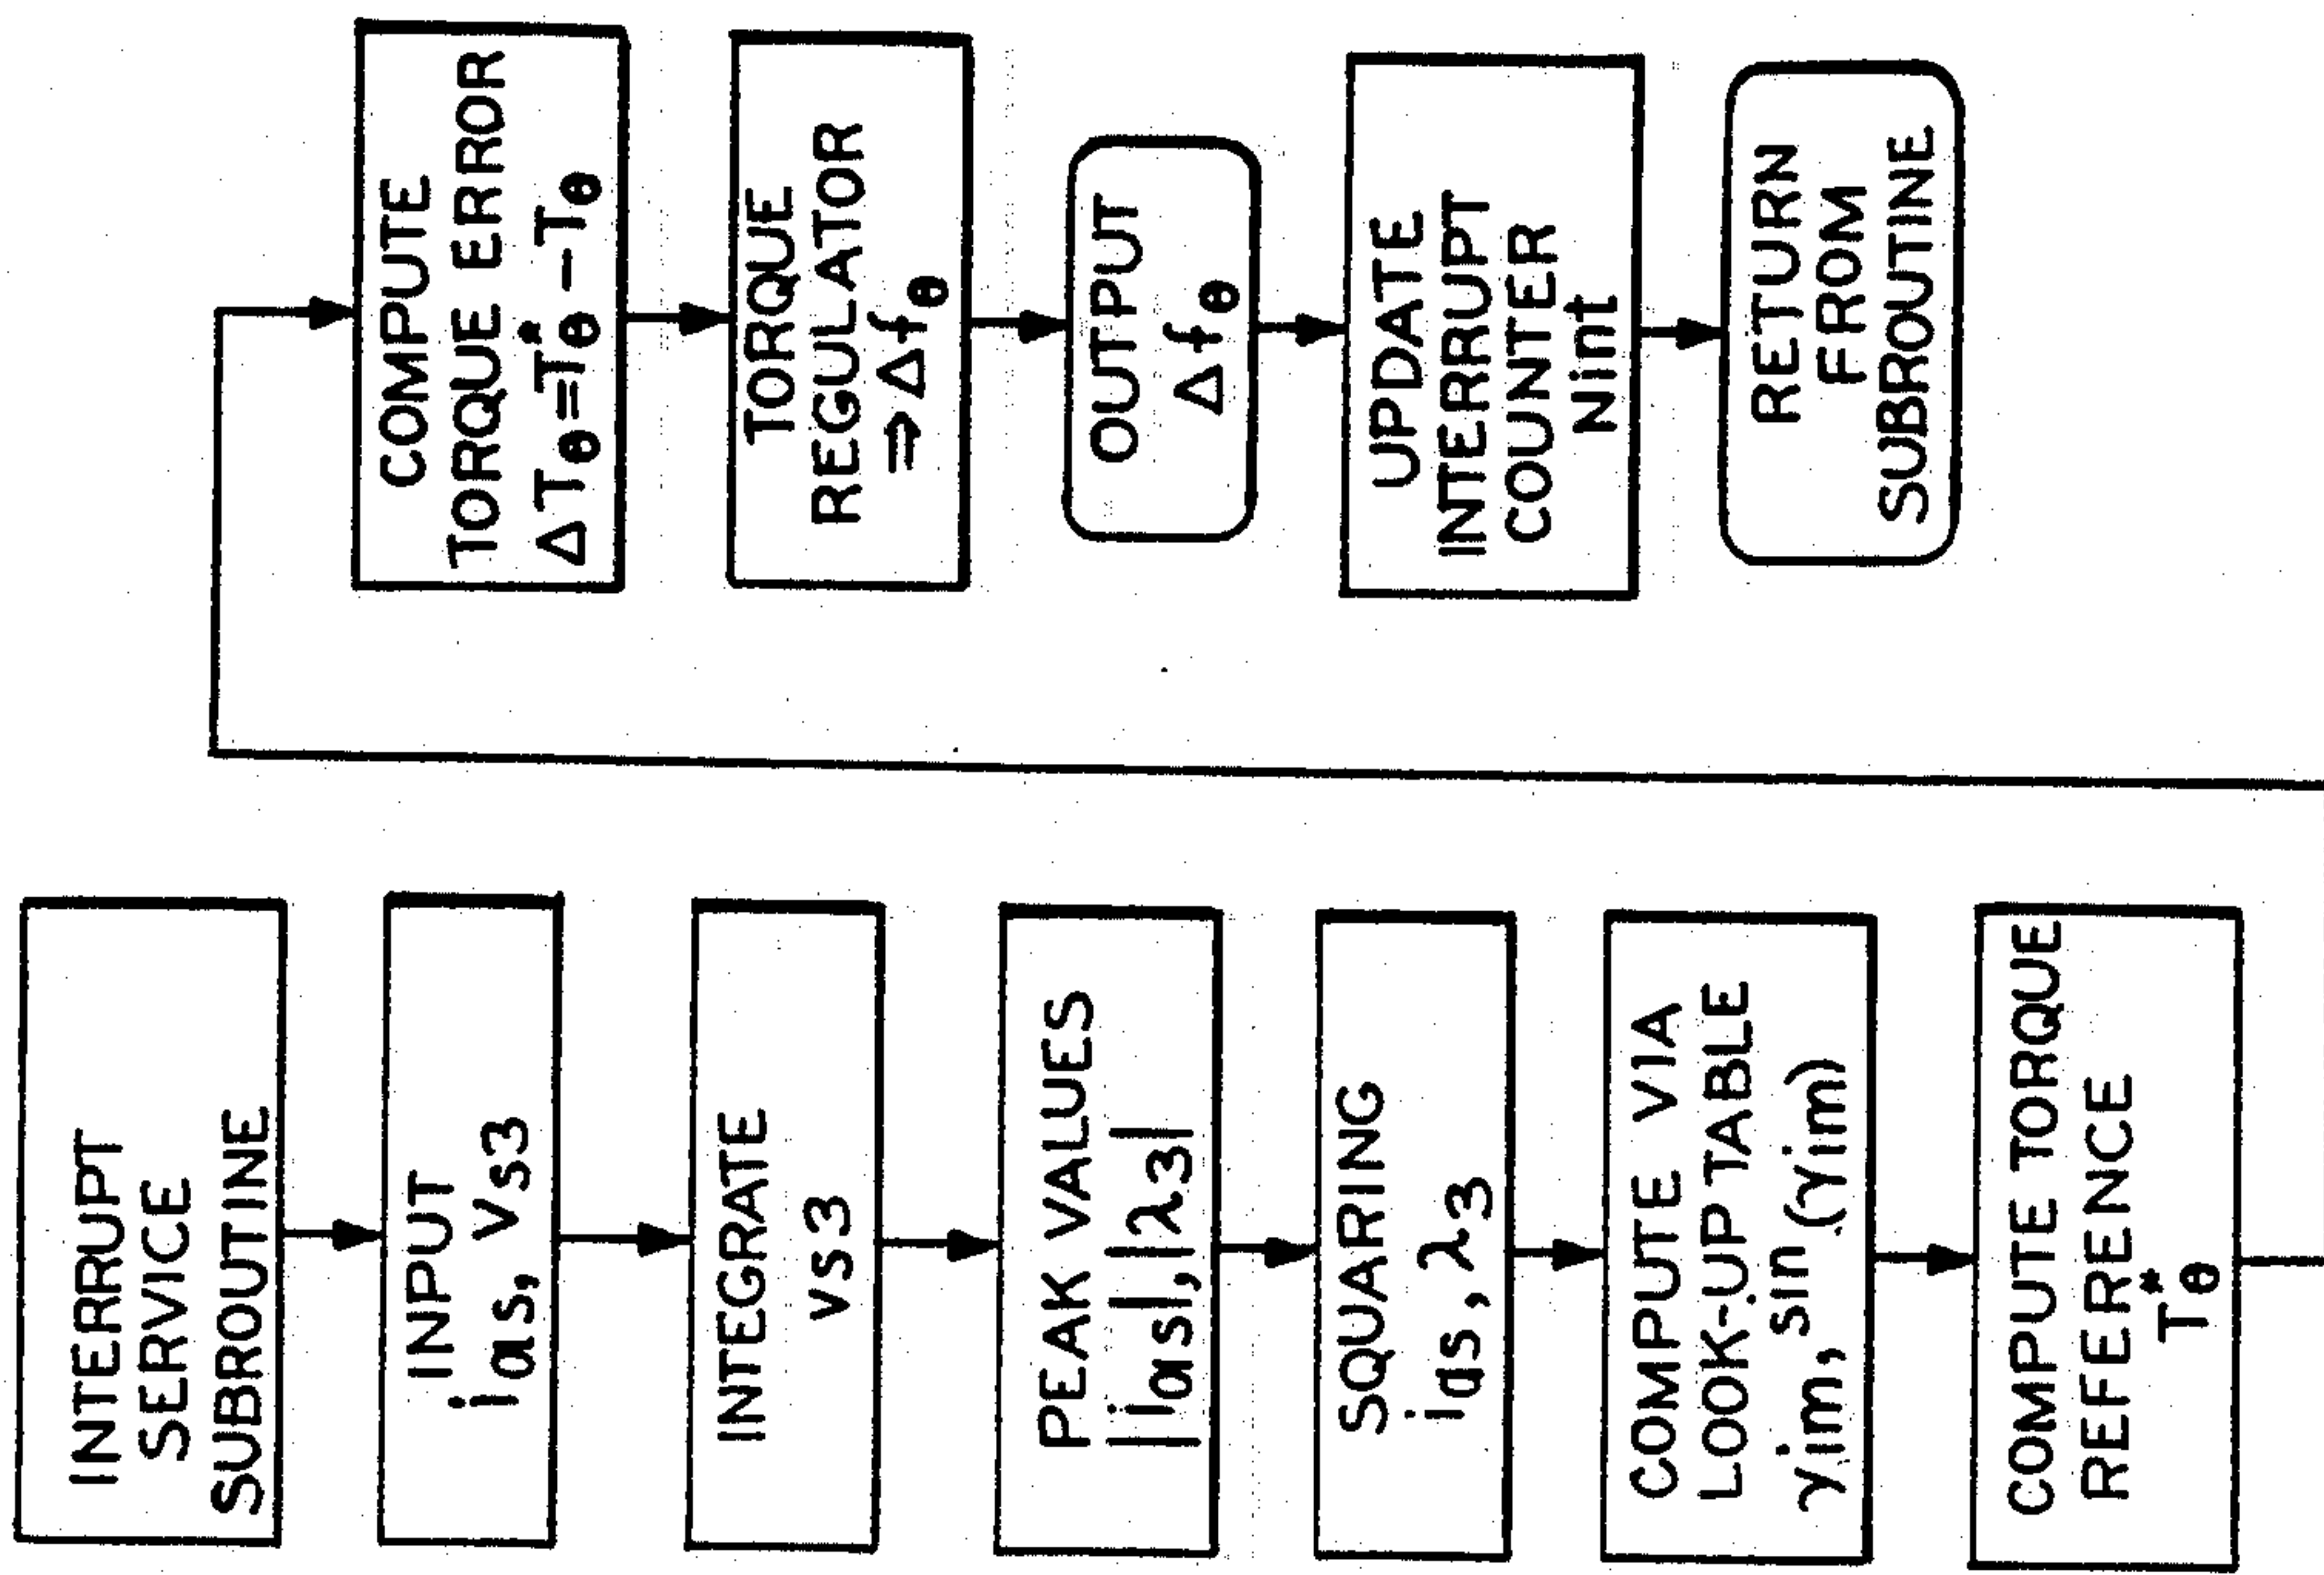 INTERRUPT
SERVICE
SUBROUTINE
INPUT
ias, Vs3
INTEGRATE
vs3
PEAK VALUES
|ias|, |λ3|
SQUARING
ias, λ3
COMPUTE VIA
LOOK-UP TABLE
γim, sin (γim)
COMPUTE TORQUE
REFERENCE
T*e
COMPUTE
TORQUE ERROR
ΔTe=T*e-Te
TORQUE
REGULATOR
⇒Δfe
OUTPUT
Δfe
UPDATE
INTERRUPT
COUNTER
Nint
RETURN
FROM
SUBROUTINE